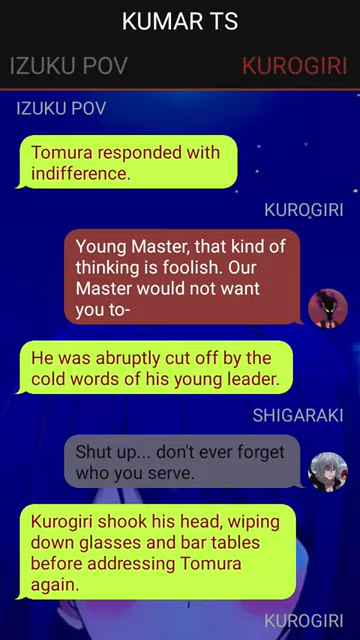 KUMAR TS
IZUKU POV
KUROGIRI
IZUKU POV
Tomura responded with
indifference.
KUROGIRI
Young Master, that kind of
thinking is foolish. Our
Master would not want
you to-
He was abruptly cut off by the
cold words of his young leader.
SHIGARAKI
Shut up... don't ever forget
who you serve.
Kurogiri shook his head, wiping
down glasses and bar tables
before addressing Tomura
again.
KUROGIRI